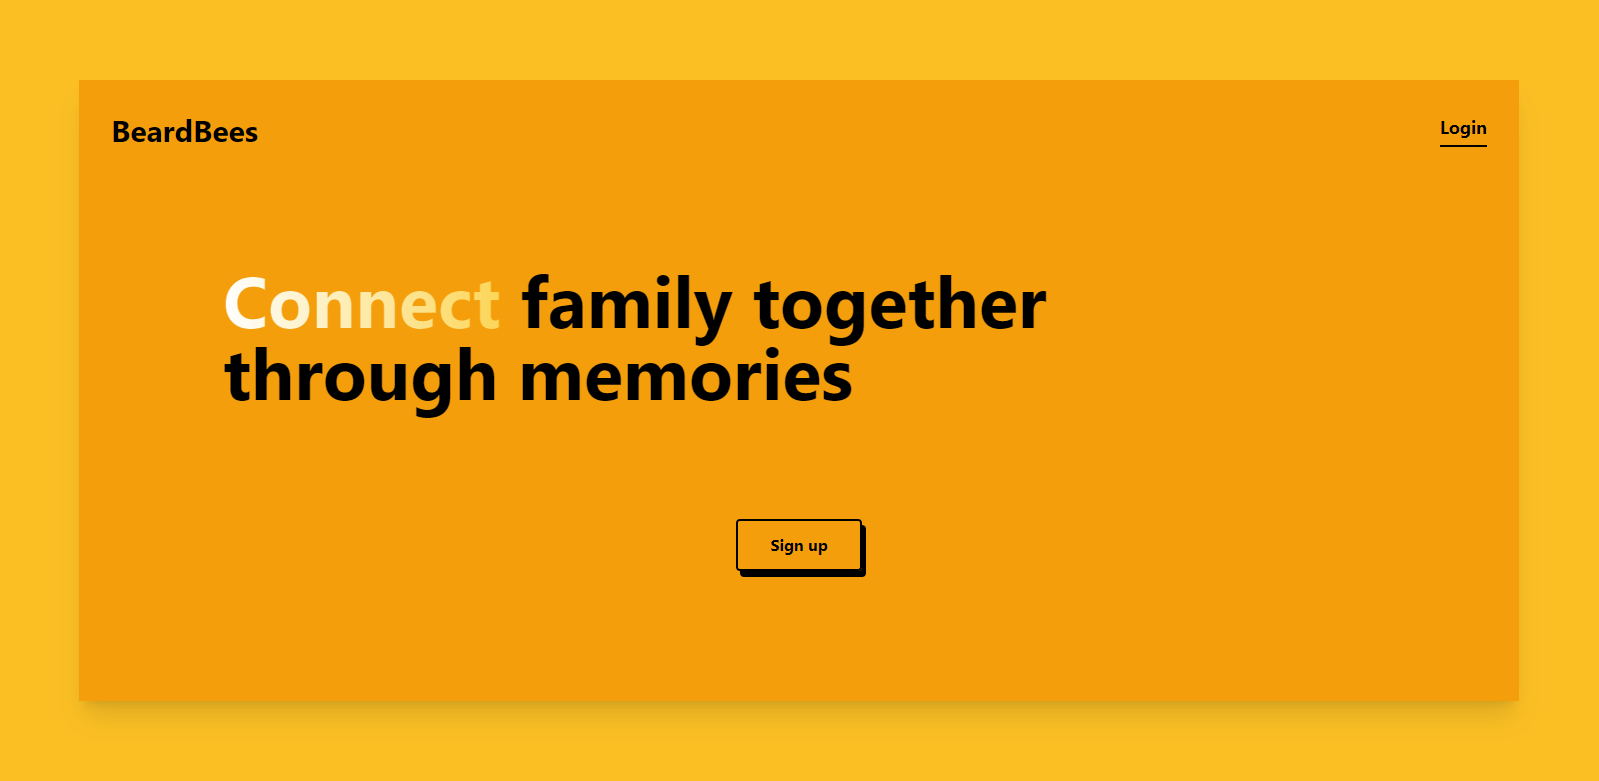 BeardBees
Login
Connect family together
through memories
Sign up